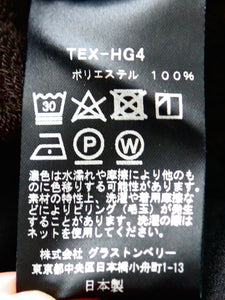 TEX-HG4
ポリエステル 100%
30
P W
濃色は水濡れや摩擦により他のも
のに色移りする可能性があります。
素材の特性上、洗濯や着用摩擦な
どによりピリング(毛玉)が発生
することがあります。洗濯の際は
ネットを使用してください。
株式会社 グラストンベリー
東京都中央区日本橋小舟町1-13
日本製